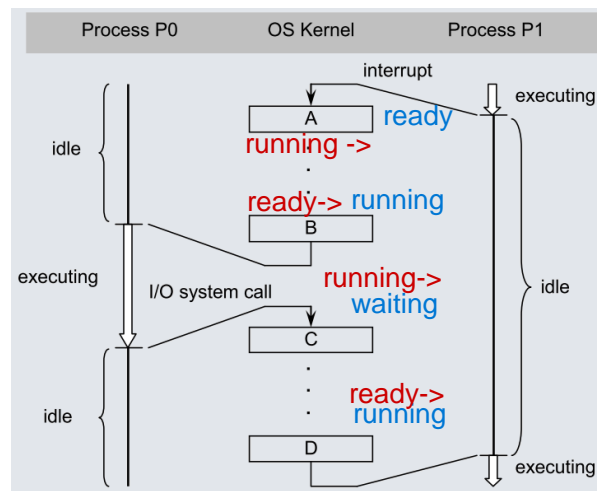 Process P0 OS Kernel Process P1
interrupt
executing
A ready
running ->
idle
ready-> running
B
executing
running->
I/O system call
waiting
idle
C
ready->
running
idle
D
executing